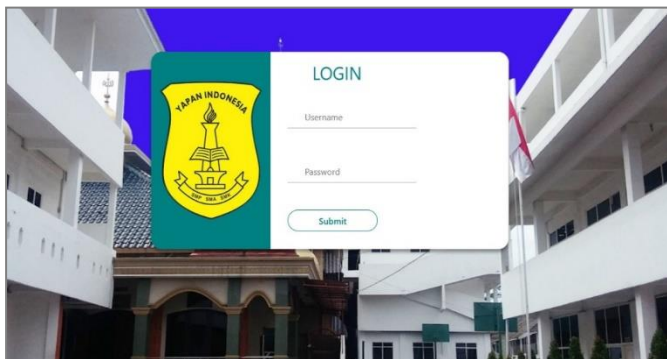 YAPAN INDONESIA
SMP SMA SMK
LOGIN
Username
Password
Submit